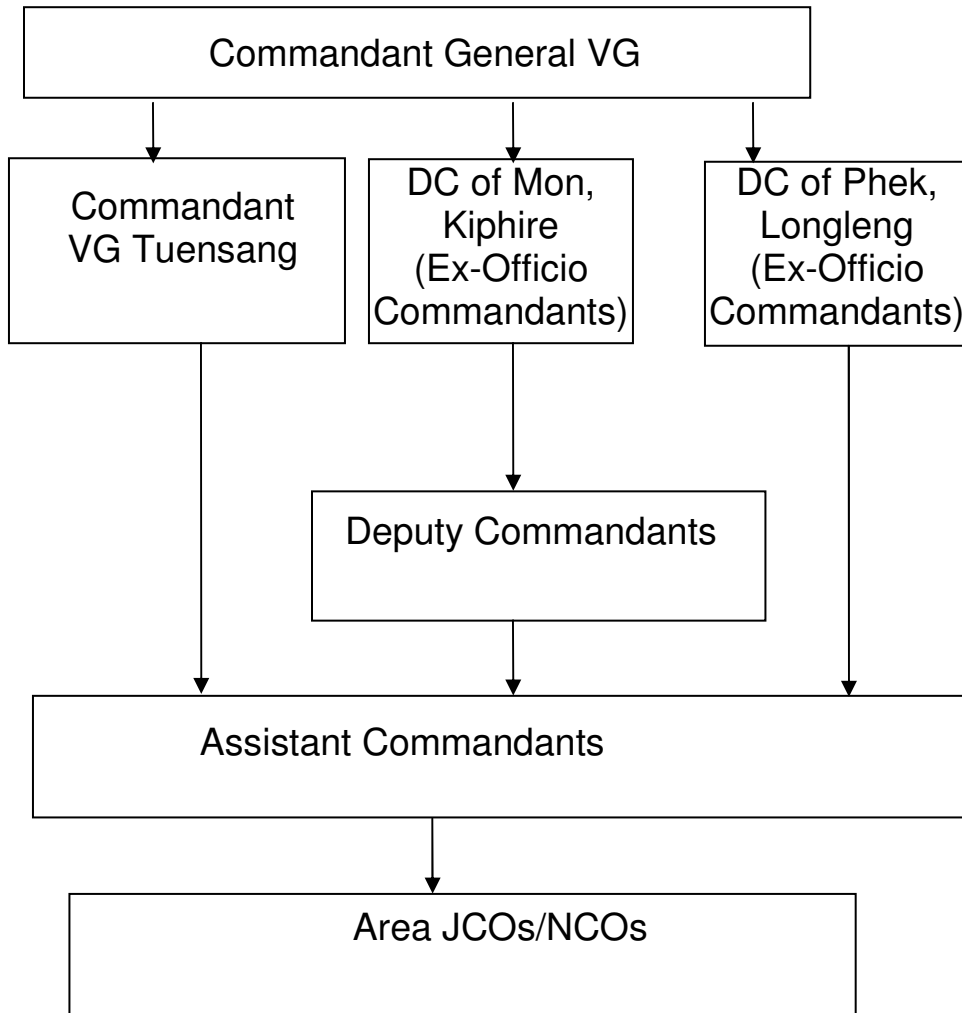 Commandant General VG
Commandant
VG Tuensang
DC of Mon,
Kiphire
(Ex-Officio
Commandants)
DC of Phek,
Longleng
(Ex-Officio
Commandants)
Deputy Commandants
Assistant Commandants
Area JCOs/NCOs